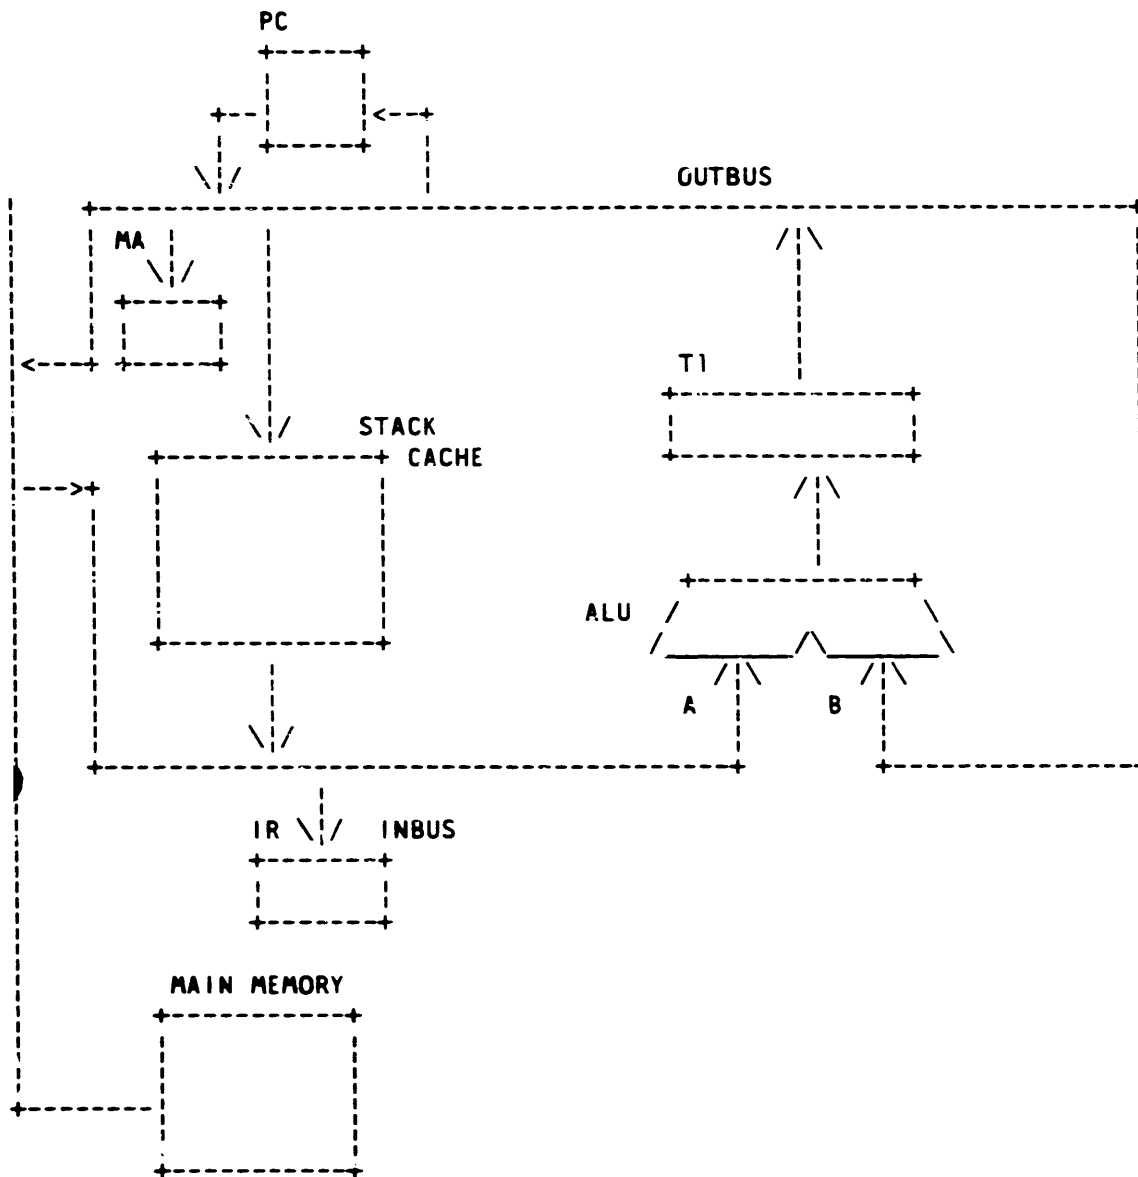 PC
OUTBUS
MA
T1
STACK
CACHE
ALU
A
B
IR
INBUS
MAIN MEMORY